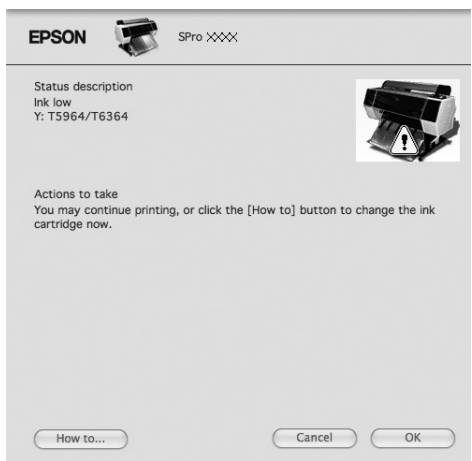 EPSON
SPro XXXX
Status description
Ink low
Y: T5964/T6364
Actions to take
You may continue printing, or click the [How to] button to change the ink
cartridge now.
How to...
Cancel
OK